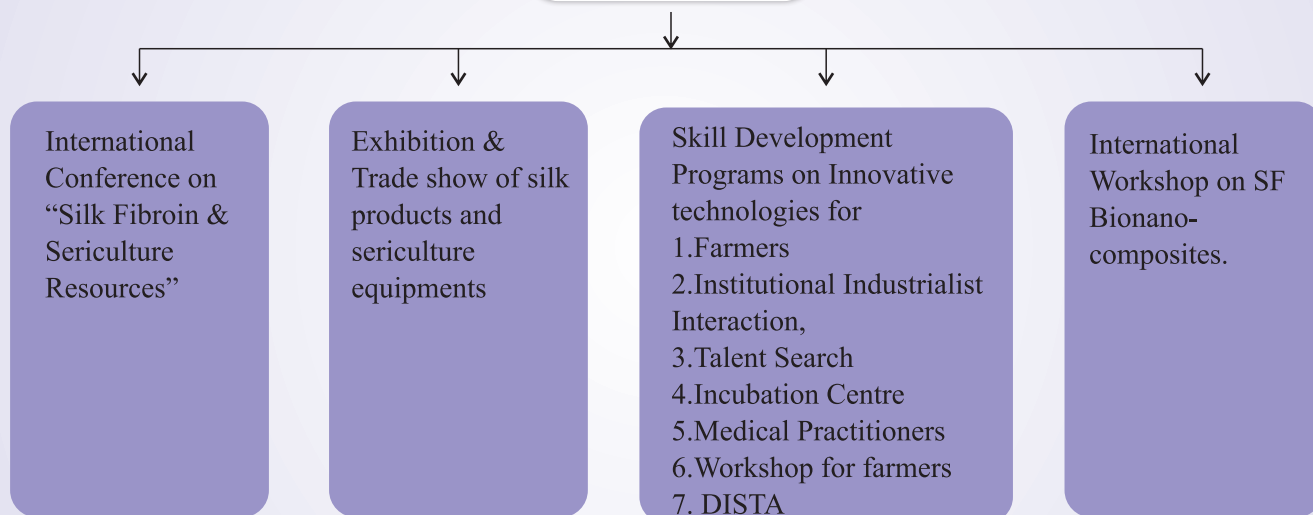 International
Conference on
“Silk Fibroin &
Sericulture
Resources”
Exhibition &
Trade show of silk
products and
sericulture
equipments
Skill Development
Programs on Innovative
technologies for
1.Farmers
2.Institutional Industrialist
Interaction,
3.Talent Search
4.Incubation Centre
5.Medical Practitioners
6.Workshop for farmers
7. DISTA
International
Workshop on SF
Bionano-
composites.